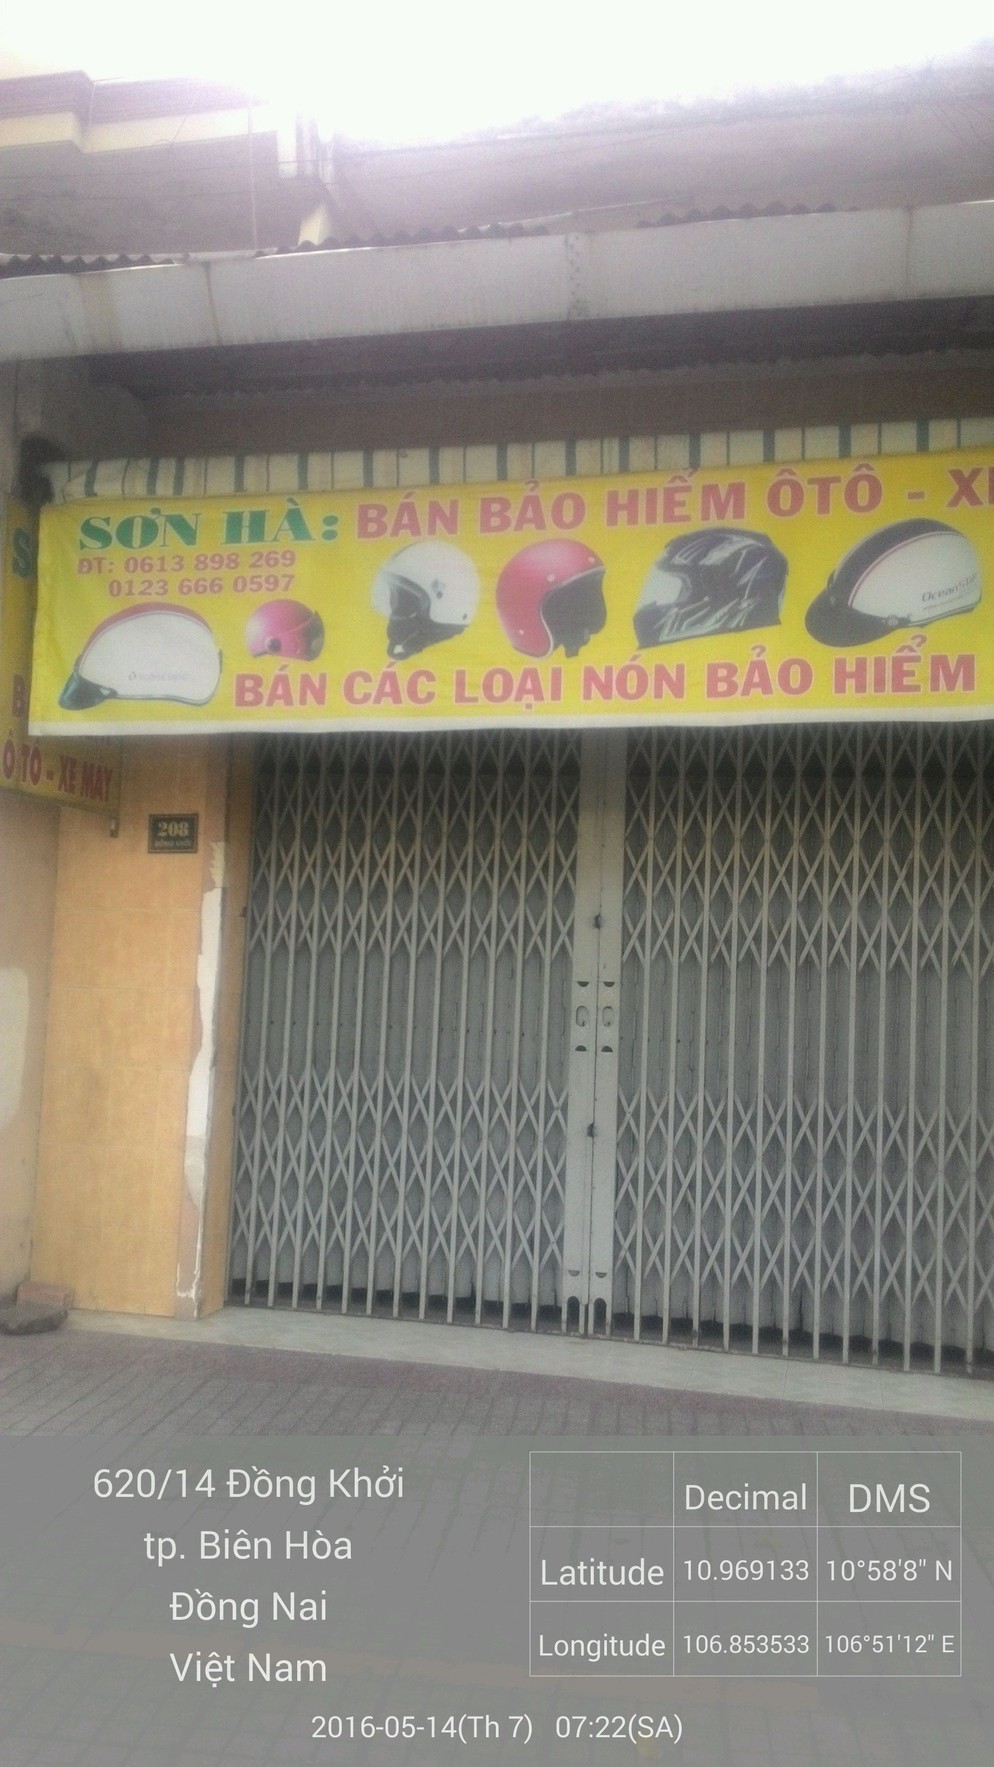 SƠN HÀ: BÁN BẢO HIỂM ÔTÔ - XE
ĐT: 0613 898 269
0123 666 0597
OceanStar
BÁN CÁC LOẠI NÓN BẢO HIỂM
S
B
Ô TÔ - XE MÁY
208
ĐỒNG KHỞI
620/14 Đồng Khởi
tp. Biên Hòa
Đồng Nai
Việt Nam
Decimal DMS
Latitude 10.969133 10°58'8" N
Longitude 106.853533 106°51'12" E
2016-05-14(Th 7) 07:22(SA)